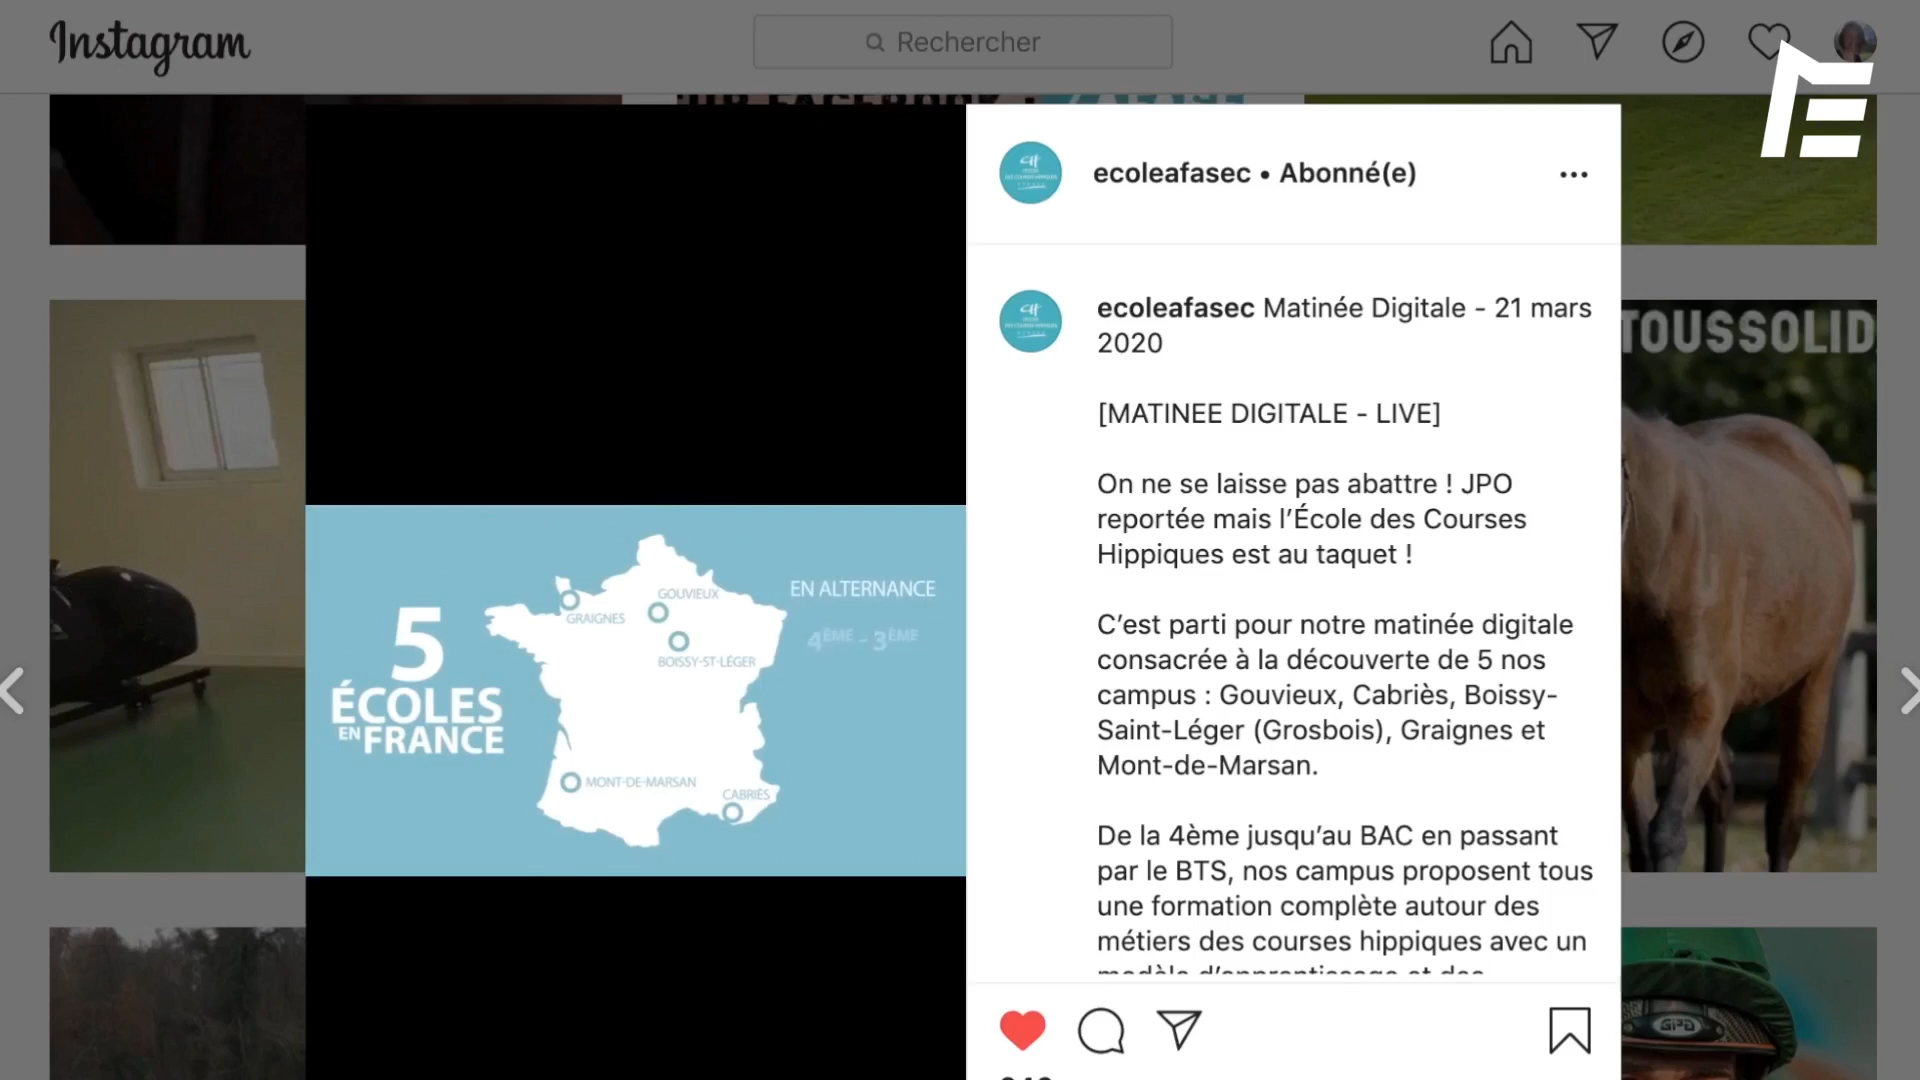 Instagram
Rechercher
ecoleafasec • Abonné(e)
ecoleafasec Matinée Digitale - 21 mars
2020
[MATINEE DIGITALE - LIVE]
On ne se laisse pas abattre ! JPO
reportée mais l’École des Courses
Hippiques est au taquet !
C’est parti pour notre matinée digitale
consacrée à la découverte de 5 nos
campus : Gouvieux, Cabriès, Boissy-
Saint-Léger (Grosbois), Graignes et
Mont-de-Marsan.
De la 4ème jusqu’au BAC en passant
par le BTS, nos campus proposent tous
une formation complète autour des
métiers des courses hippiques avec un
5
ÉCOLES
EN FRANCE
GRAIGNES
GOUVIEUX
BOISSY-ST-LÉGER
MONT-DE-MARSAN
CABRIÈS
EN ALTERNANCE
4ÈME - 3ÈME
TOUSSOLID
GPA